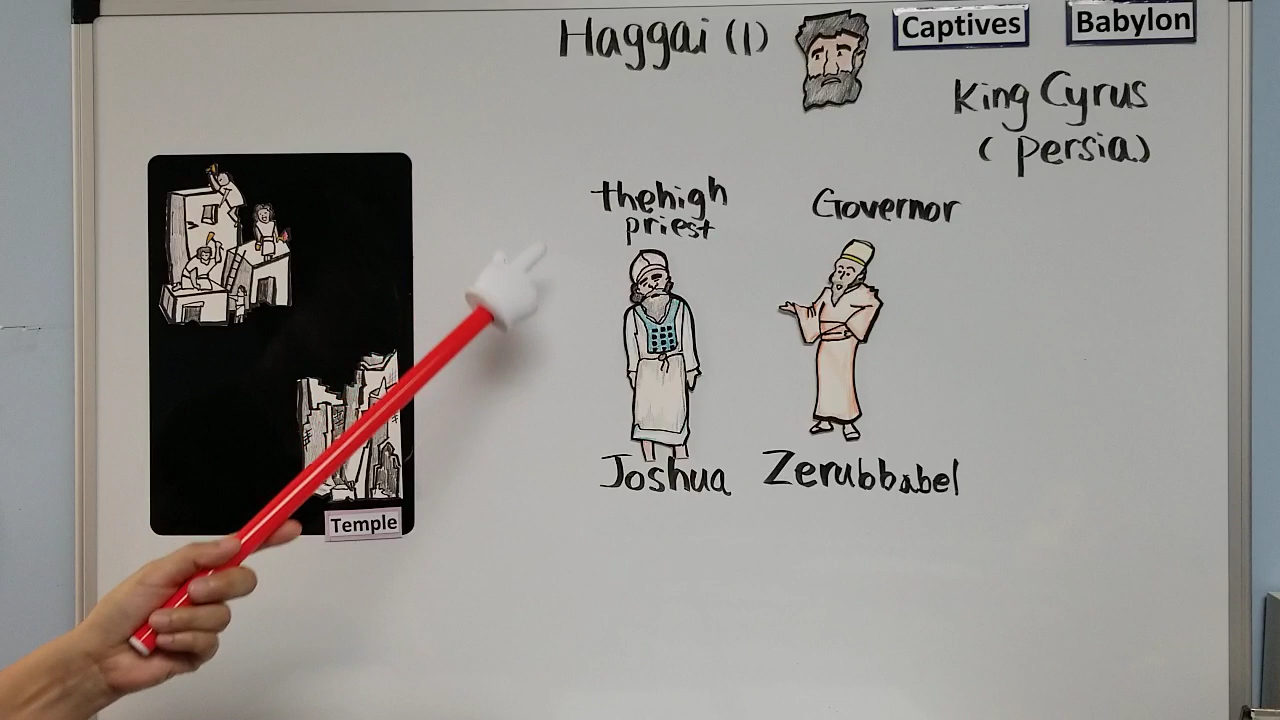 Haggai (1)
Captives
Babylon
King Cyrus
(Persia)
thehigh
priest
Governor
Joshua
Zerubbabel
Temple